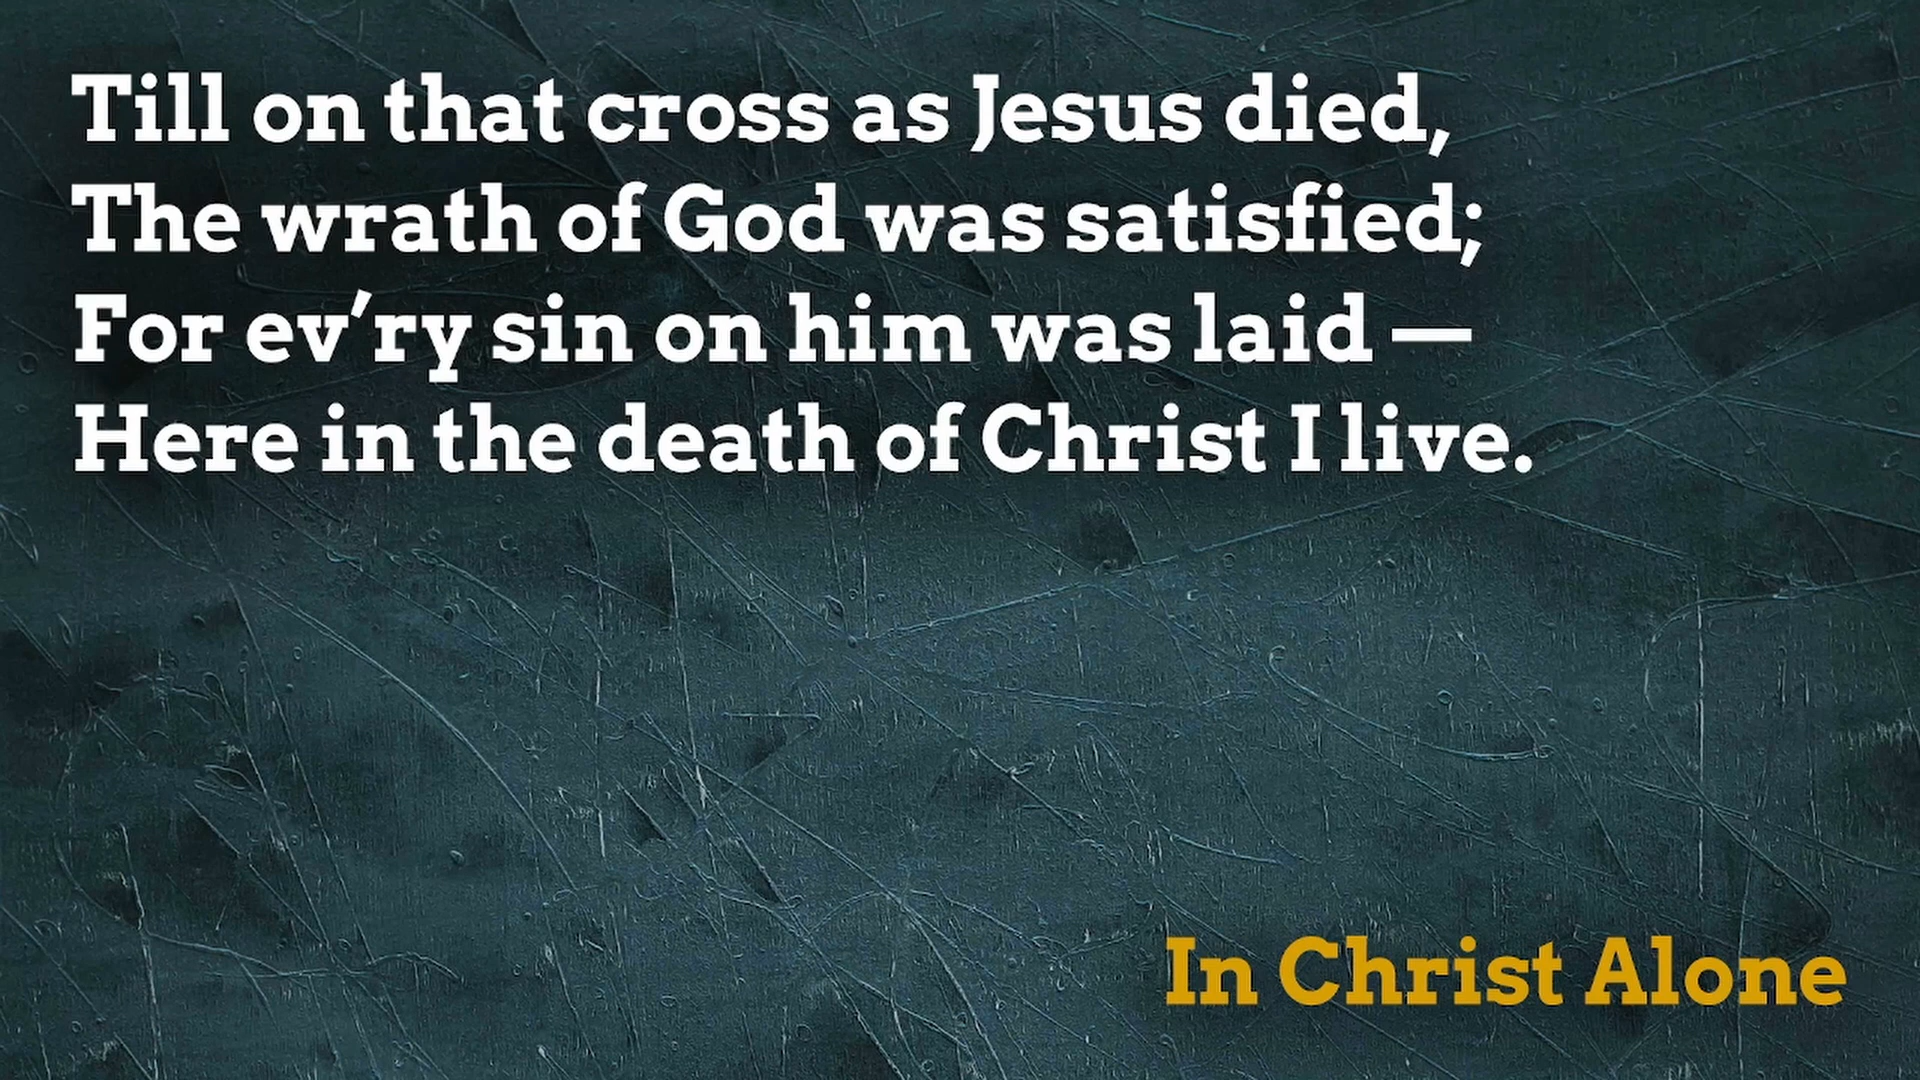 Till on that cross as Jesus died,
The wrath of God was satisfied;
For ev’ry sin on him was laid —
Here in the death of Christ I live.
In Christ Alone